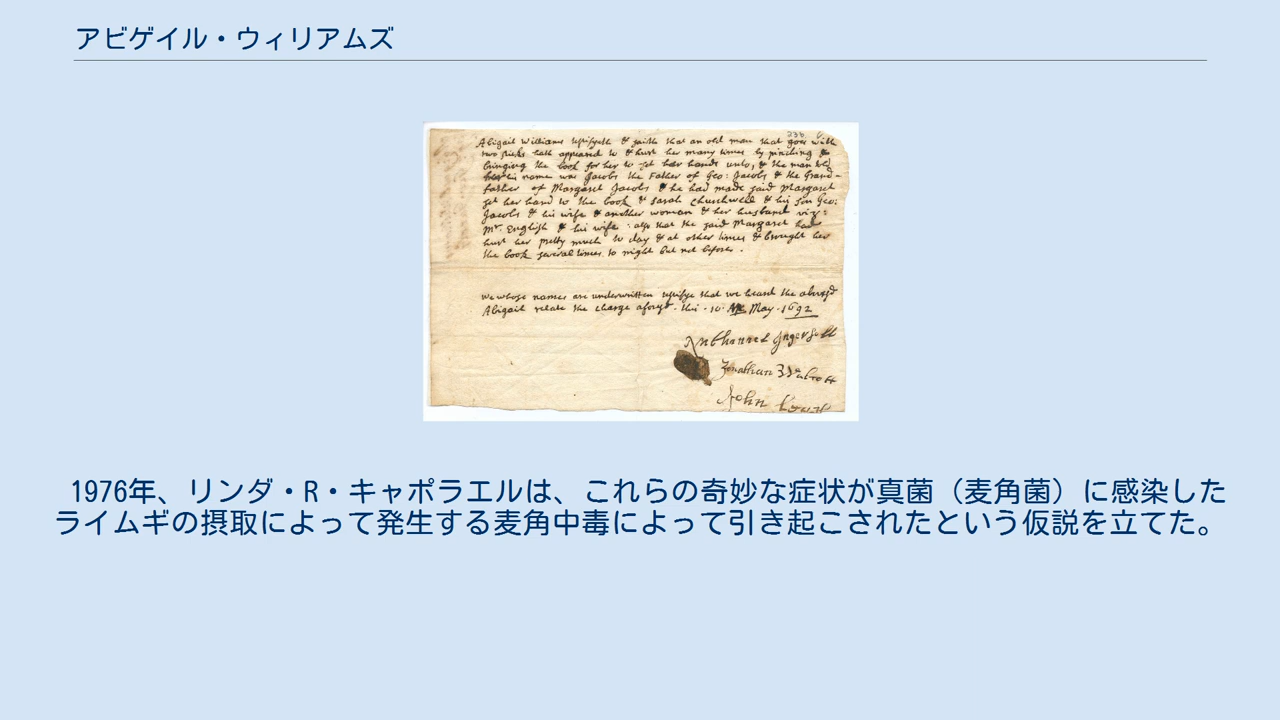 アビゲイル・ウィリアムズ
238
Abigail Williams testifyeth & saith that an old man that goes with
two sticks hath appeared to & hurt her many times by pinching &
bringing the book for her to set her hands unto, & the man told
her his name was Jacobs the Father of Geo: Jacobs & the Grand-
father of Margaret Jacobs & he had made said Margaret
set her hand to the book & Sarah Churchwell & his son Geo:
Jacobs & his wife & another woman & her husband viz:
Mr. English & his wife : also that the said Margaret had
hurt her pretty much to day & at other times & brought her
the book several times to night but not before .
we whose names are underwritten testifye that we heard the
Abigail relate the charge aforesd. this . 10. May . 1692
Nathannel Ingersoll
Jonathan Walcott
John
1976年、リンダ・R・キャポラエルは、これらの奇妙な症状が真菌（麦角菌）に感染した
ライムギの摂取によって発生する麦角中毒によって引き起こされたという仮説を立てた。